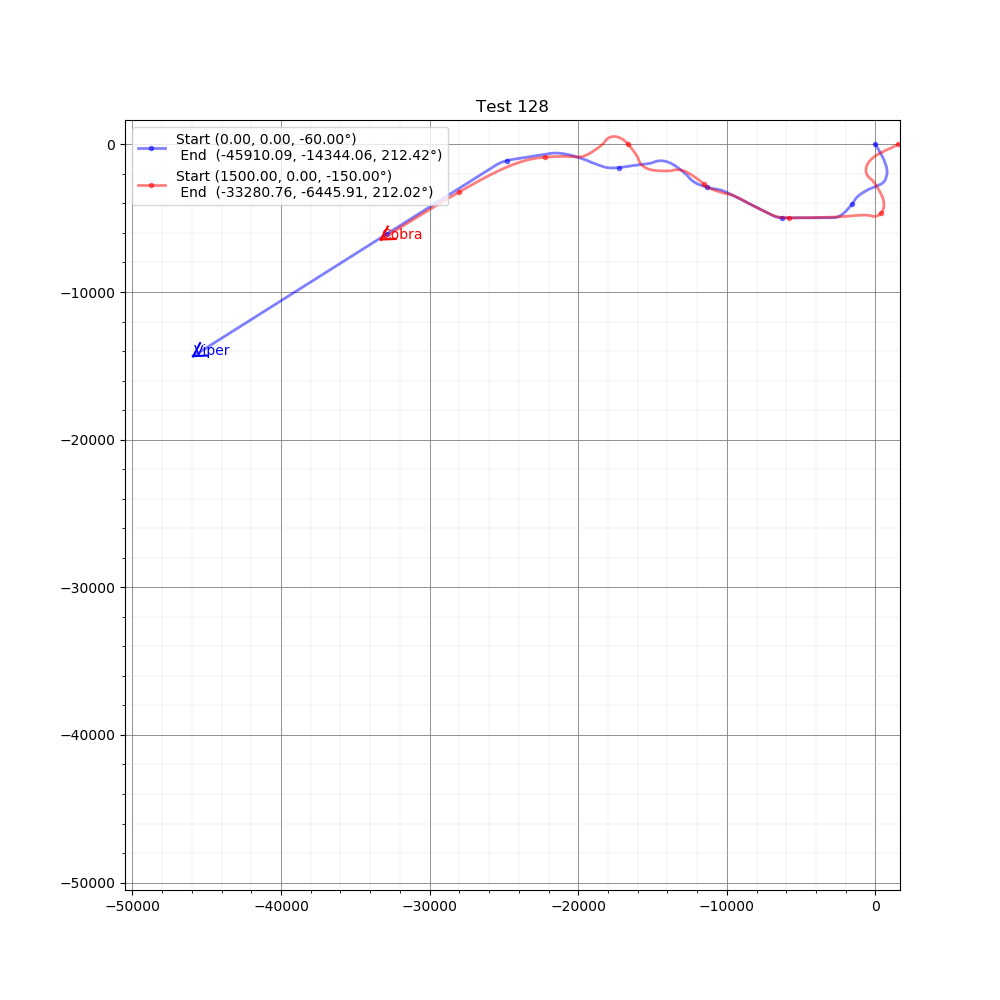 Test 128
Start (0.00, 0.00, -60.00°)
End (-45910.09, -14344.06, 212.42°)
Start (1500.00, 0.00, -150.00°)
End (-33280.76, -6445.91, 212.02°)
Cobra
Viper
0
−10000
−20000
−30000
−40000
−50000
−50000
−40000
−30000
−20000
−10000
0